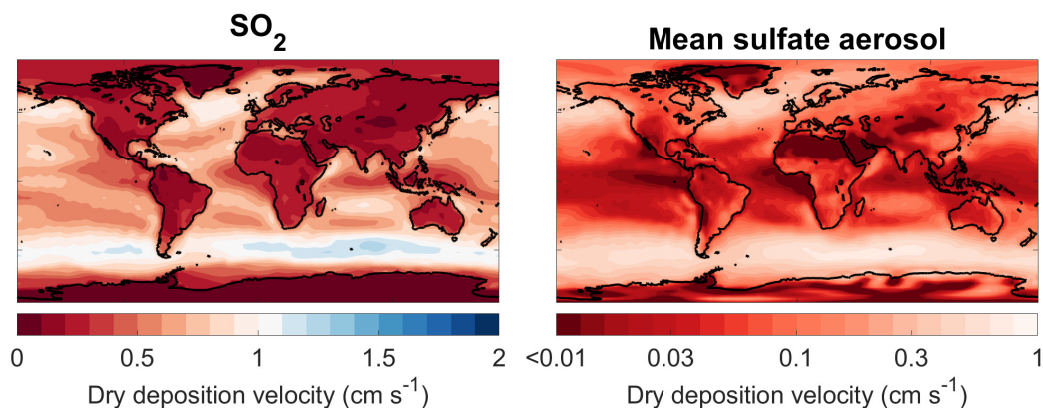 SO2
Mean sulfate aerosol
0 0.5 1 1.5 2
<0.01 0.03 0.1 0.3 1
Dry deposition velocity (cm s-1)
Dry deposition velocity (cm s-1)